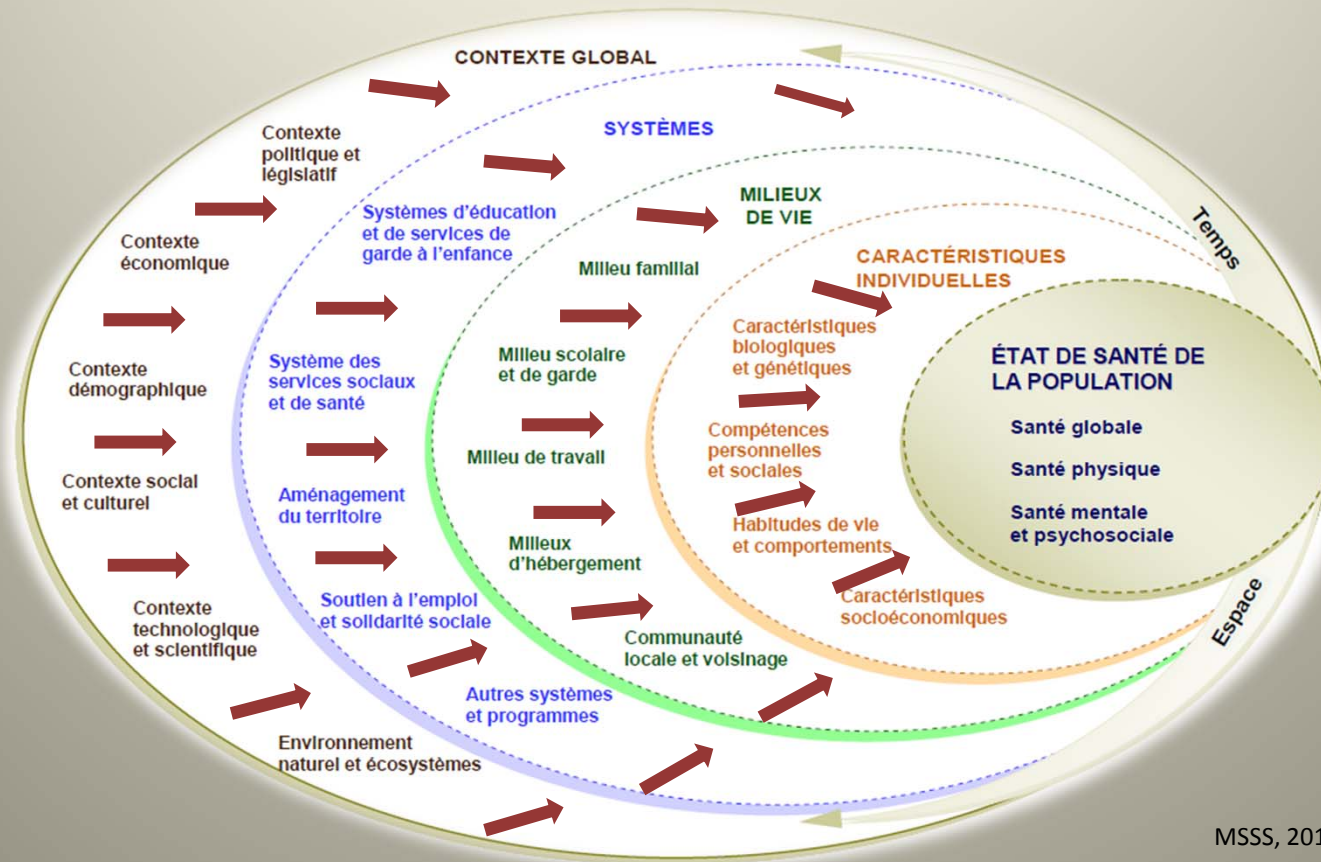 CONTEXTE GLOBAL
Contexte
politique et
législatif
Contexte
économique
Contexte
démographique
Contexte social
et culturel
Contexte
technologique
et scientifique
Environnement
naturel et écosystèmes
SYSTÈMES
Systèmes d'éducation
et de services de
garde à l'enfance
Système des
services sociaux
et de santé
Aménagement
du territoire
Soutien à l'emploi
et solidarité sociale
Autres systèmes
et programmes
MILIEUX
DE VIE
Milieu familial
Milieu scolaire
et de garde
Milieu de travail
Milieux
d'hébergement
Communauté
locale et voisinage
CARACTÉRISTIQUES
INDIVIDUELLES
Caractéristiques
biologiques
et génétiques
Compétences
personnelles
et sociales
Habitudes de vie
et comportements
Caractéristiques
socioéconomiques
ÉTAT DE SANTÉ DE
LA POPULATION
Santé globale
Santé physique
Santé mentale
et psychosociale
Temps
Espace
MSSS, 201